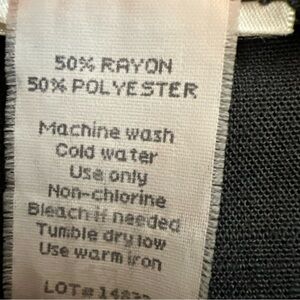 50% RAYON
50% POLYESTER
Machine wash
Cold water
Use only
Non-chlorine
Bleach if needed
Tumble dry low
Use warm iron
LOT#